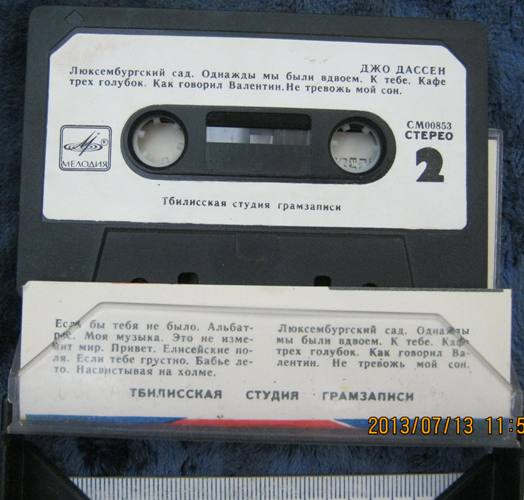 ДЖО ДАССЕН
Люксембургский сад. Однажды мы были вдвоем. К тебе. Кафе
трех голубок. Как говорил Валентин. Не тревожь мой сон.
СМ00853
СТЕРЕО
2
МЕЛОДИЯ
Тбилисская студия грамзаписи
Если бы тебя не было. Альбат-
рос. Моя музыка. Это не изме-
нит мир. Привет. Елисейские по-
ля. Если тебе грустно. Бабье ле-
то. Насвистывая на холме.
Люксембургский сад. Однажды
мы были вдвоем. К тебе. Кафе
трех голубок. Как говорил Ва-
лентин. Не тревожь мой сон.
ТБИЛИССКАЯ СТУДИЯ ГРАМЗАПИСИ
2013/07/13